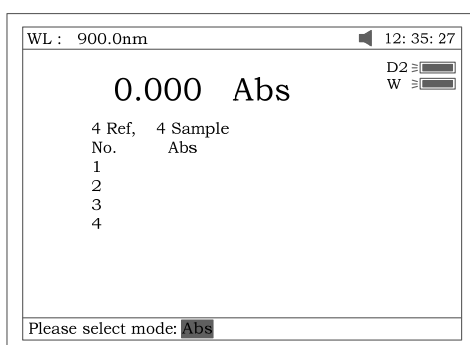 WL : 900.0nm 12: 35: 27
D2
0.000 Abs
W
4 Ref, 4 Sample
No. Abs
1
2
3
4
Please select mode: Abs